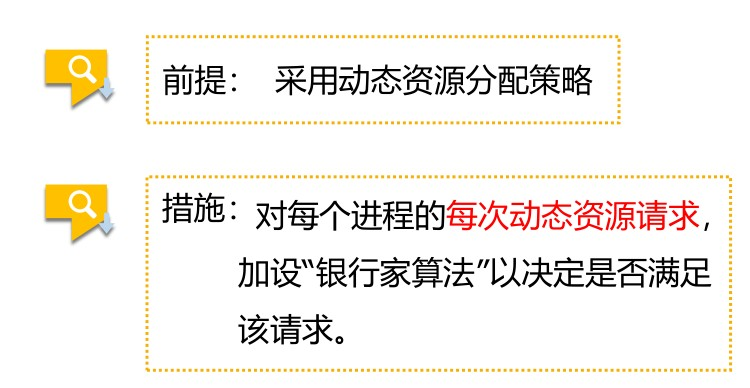 前提： 采用动态资源分配策略
措施：对每个进程的每次动态资源请求，
加设“银行家算法”以决定是否满足
该请求。